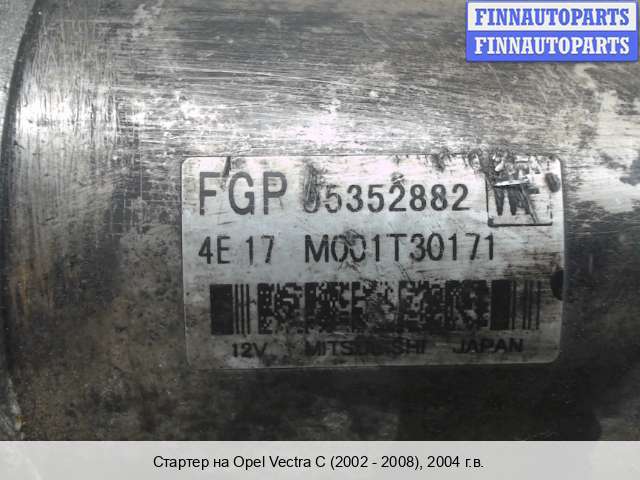 FINNAUTOPARTS
FINNAUTOPARTS
FGP 55352882
4E 17 M001T30171
12V MITSUBISHI JAPAN
Стартер на Opel Vectra C (2002 - 2008), 2004 г.в.